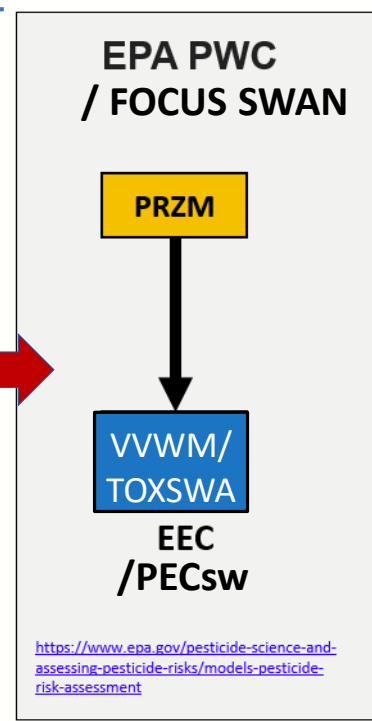 EPA PWC
/ FOCUS SWAN
PRZM
VVWM/
TOXSWA
EEC
/PECsw
https://www.epa.gov/pesticide-science-and-
assessing-pesticide-risks/models-pesticide-
risk-assessment